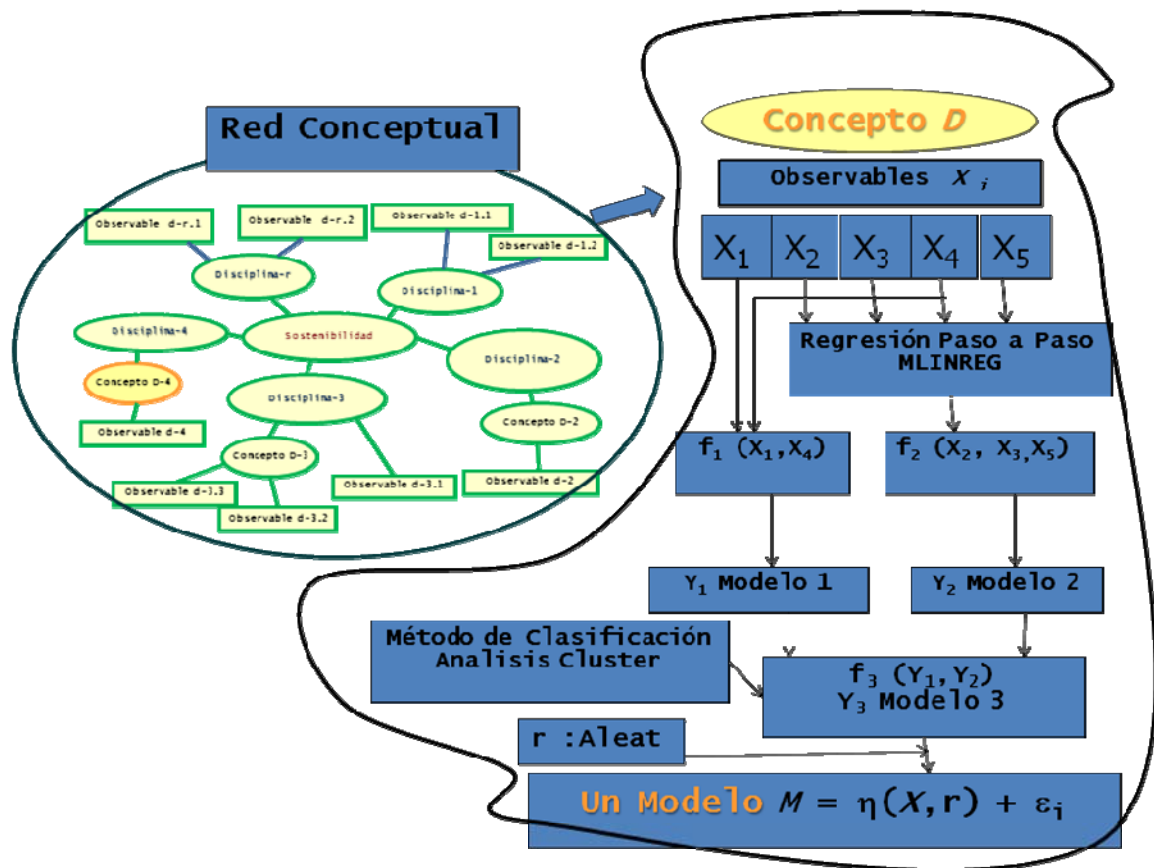 Red Conceptual
Observable d-r.1
Observable d-r.2
Observable d-1.1
Observable d-1.2
Disciplina-r
Disciplina-1
Disciplina-4
Sostenibilidad
Disciplina-2
Concepto D-4
Disciplina-3
Observable d-4
Concepto D-2
Concepto D-3
Observable d-3.3
Observable d-3.1
Observable d-2
Observable d-3.2
Concepto D
Observables X i
X1 X2 X3 X4 X5
Regresión Paso a Paso
MLINREG
f1 (X1,X4)
f2 (X2, X3,X5)
Y1 Modelo 1
Y2 Modelo 2
Método de Clasificación
Analisis Cluster
f3 (Y1,Y2)
Y3 Modelo 3
r :Aleat
Un Modelo M = η(X,r) + εi